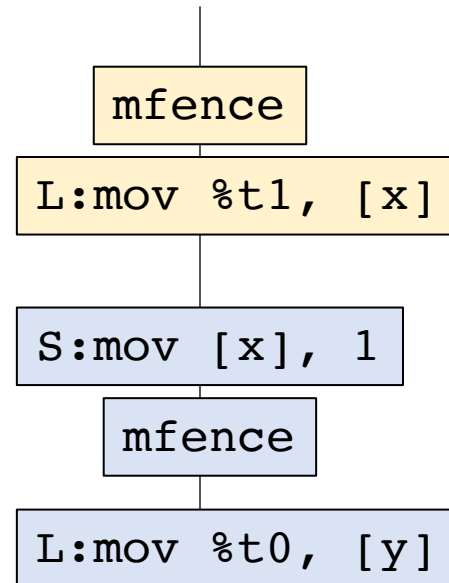 mfence
L:mov %t1, [x]
S:mov [x], 1
mfence
L:mov %t0, [y]